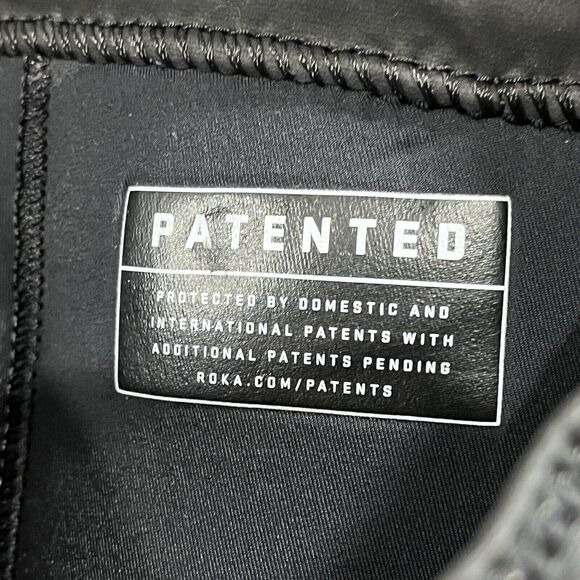 PATENTED
PROTECTED BY DOMESTIC AND
INTERNATIONAL PATENTS WITH
ADDITIONAL PATENTS PENDING
ROKA.COM/PATENTS